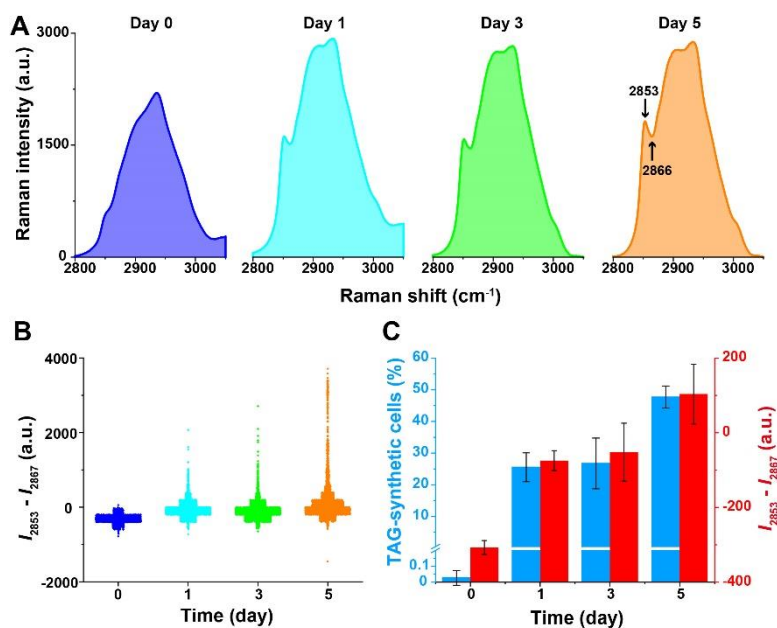 A
Day 0 Day 1 Day 3 Day 5
Raman intensity (a.u.)
3000
1500
0
2853
2866
2800 2900 3000 2800 2900 3000 2800 2900 3000 2800 2900 3000
Raman shift (cm-1)
B
I2853 - I2867 (a.u.)
4000
2000
0
-2000
0 1 3 5
Time (day)
C
TAG-synthetic cells (%)
60
50
40
30
20
10
0.1
0
200
0
-200
-400
I2853 - I2867 (a.u.)
0 1 3 5
Time (day)